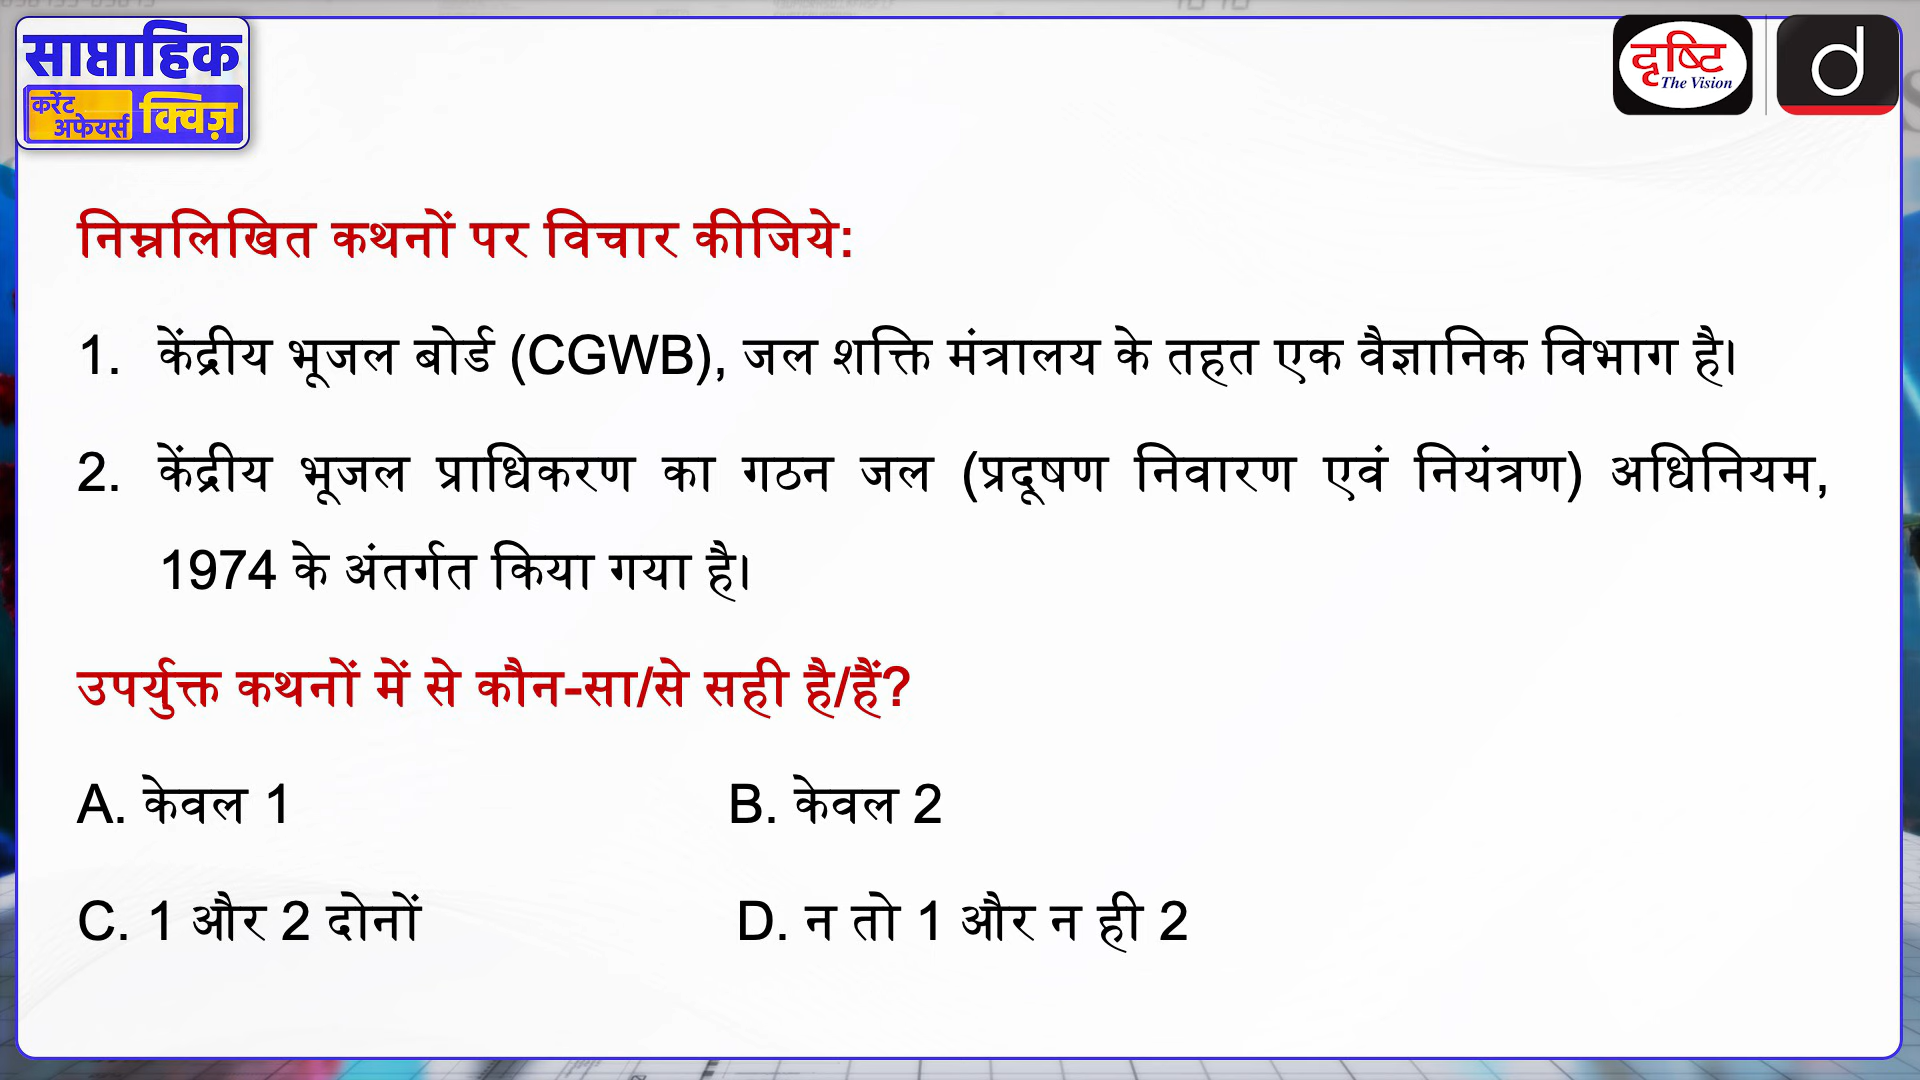 साप्ताहिक
करेंट
अफेयर्स क्विज़
दृष्टि
The Vision
d
निम्नलिखित कथनों पर विचार कीजिये:
1. केंद्रीय भूजल बोर्ड (CGWB), जल शक्ति मंत्रालय के तहत एक वैज्ञानिक विभाग है।
2. केंद्रीय भूजल प्राधिकरण का गठन जल (प्रदूषण निवारण एवं नियंत्रण) अधिनियम,
1974 के अंतर्गत किया गया है।
उपर्युक्त कथनों में से कौन-सा/से सही है/हैं?
A. केवल 1 B. केवल 2
C. 1 और 2 दोनों D. न तो 1 और न ही 2